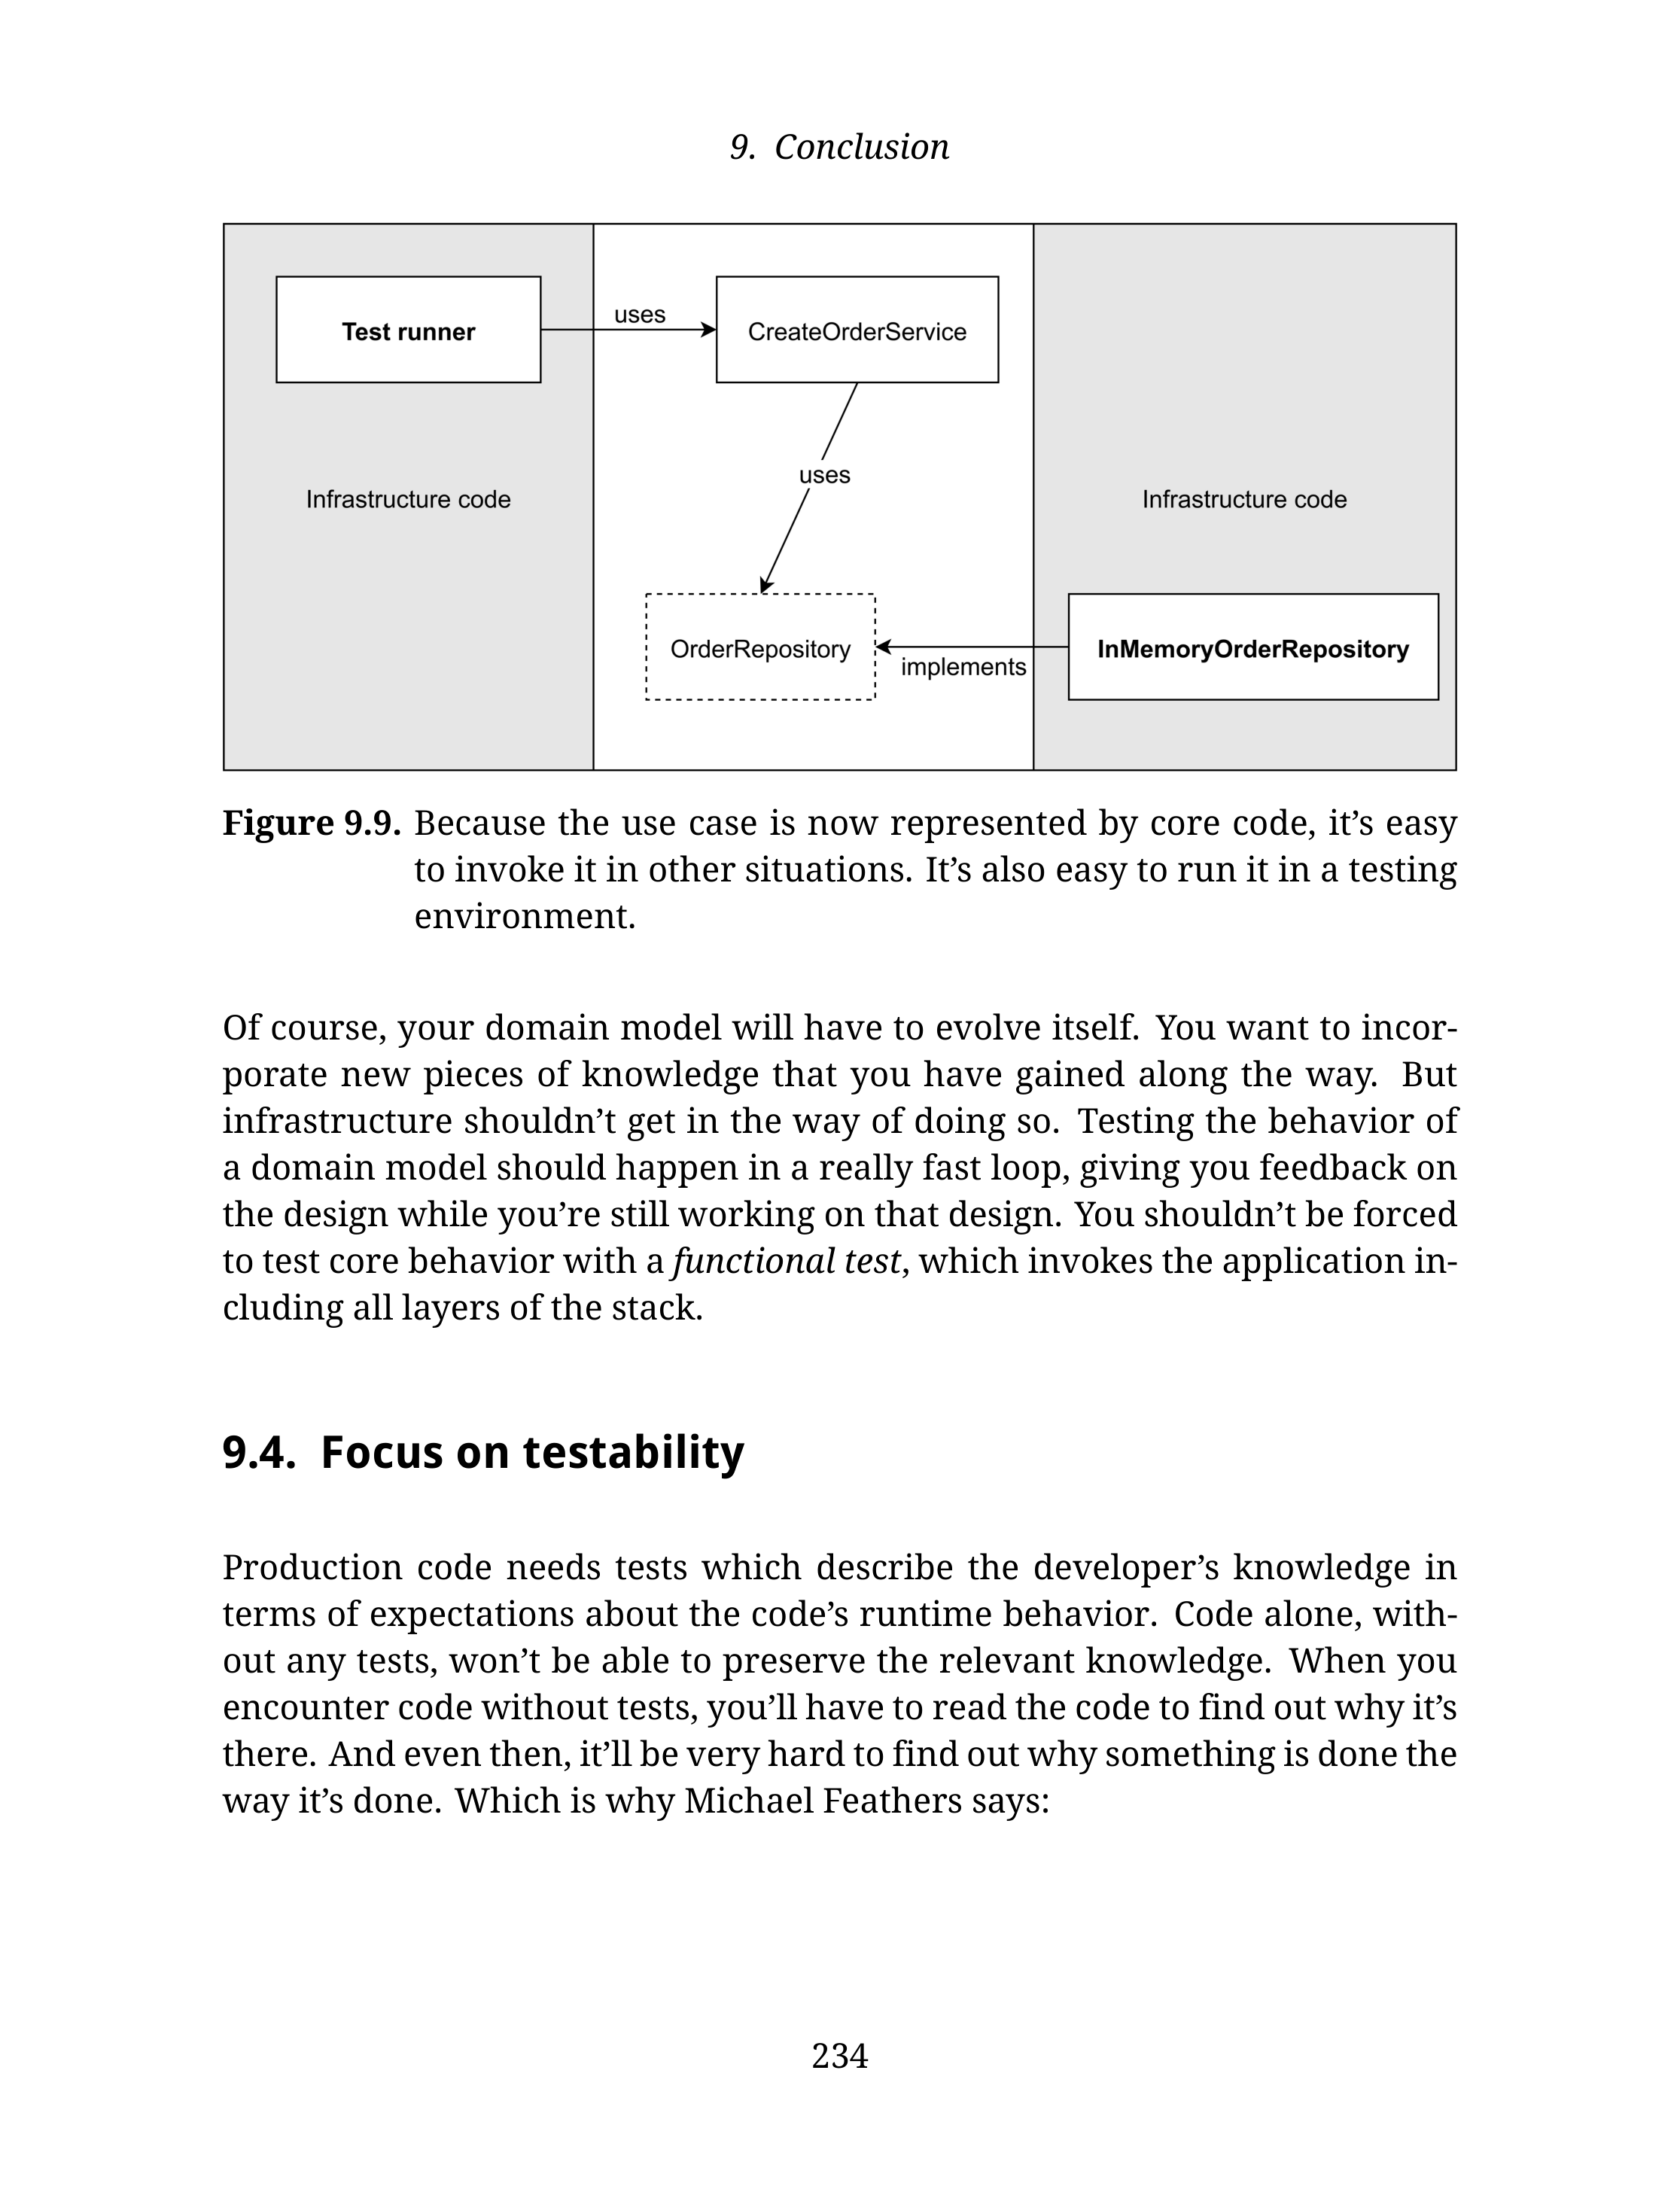 9. Conclusion
Test runner
uses
CreateOrderService
uses
Infrastructure code
Infrastructure code
OrderRepository
implements
InMemoryOrderRepository
Figure 9.9. Because the use case is now represented by core code, it’s easy
to invoke it in other situations. It’s also easy to run it in a testing
environment.
Of course, your domain model will have to evolve itself. You want to incor-
porate new pieces of knowledge that you have gained along the way. But
infrastructure shouldn’t get in the way of doing so. Testing the behavior of
a domain model should happen in a really fast loop, giving you feedback on
the design while you’re still working on that design. You shouldn’t be forced
to test core behavior with a functional test, which invokes the application in-
cluding all layers of the stack.
9.4. Focus on testability
Production code needs tests which describe the developer’s knowledge in
terms of expectations about the code’s runtime behavior. Code alone, with-
out any tests, won’t be able to preserve the relevant knowledge. When you
encounter code without tests, you’ll have to read the code to find out why it’s
there. And even then, it’ll be very hard to find out why something is done the
way it’s done. Which is why Michael Feathers says:
234